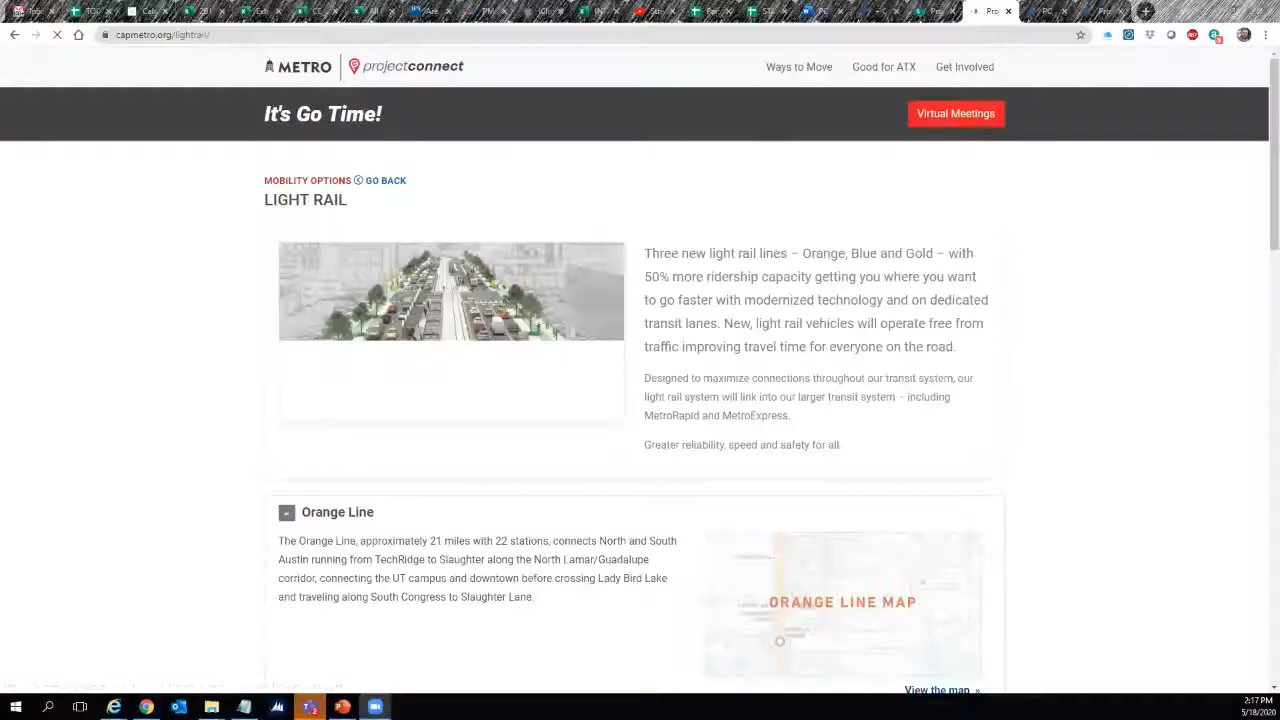 capmetro.org/lightrail/
METRO projectconnect
Ways to Move Good for ATX Get Involved
It's Go Time!
Virtual Meetings
MOBILITY OPTIONS GO BACK
LIGHT RAIL
Three new light rail lines – Orange, Blue and Gold – with
50% more ridership capacity getting you where you want
to go faster with modernized technology and on dedicated
transit lanes. New, light rail vehicles will operate free from
traffic improving travel time for everyone on the road.
Designed to maximize connections throughout our transit system, our
light rail system will link into our larger transit system – including
MetroRapid and MetroExpress.
Greater reliability, speed and safety for all
- Orange Line
The Orange Line, approximately 21 miles with 22 stations, connects North and South
Austin running from TechRidge to Slaughter along the North Lamar/Guadalupe
corridor, connecting the UT campus and downtown before crossing Lady Bird Lake
and traveling along South Congress to Slaughter Lane.
ORANGE LINE MAP
View the map »
2:17 PM
5/18/2020